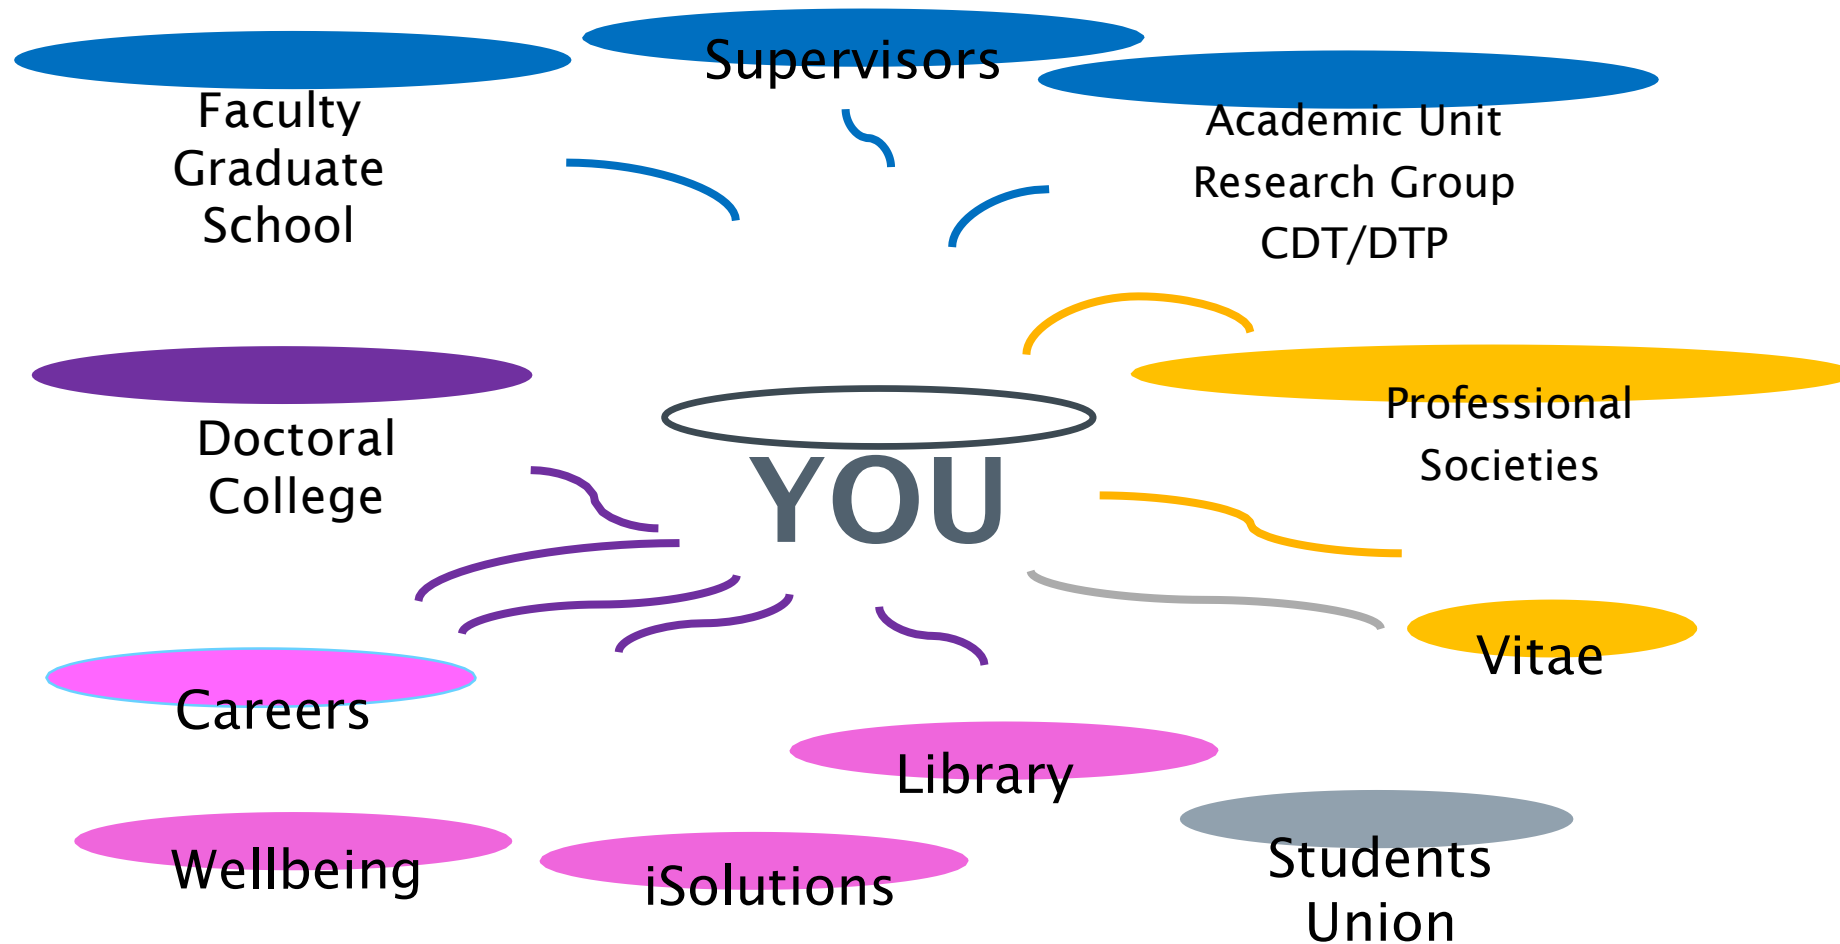 Supervisors
Faculty
Graduate
School
Academic Unit
Research Group
CDT/DTP
Doctoral
College
YOU
Professional
Societies
Vitae
Careers
Library
Wellbeing
iSolutions
Students
Union